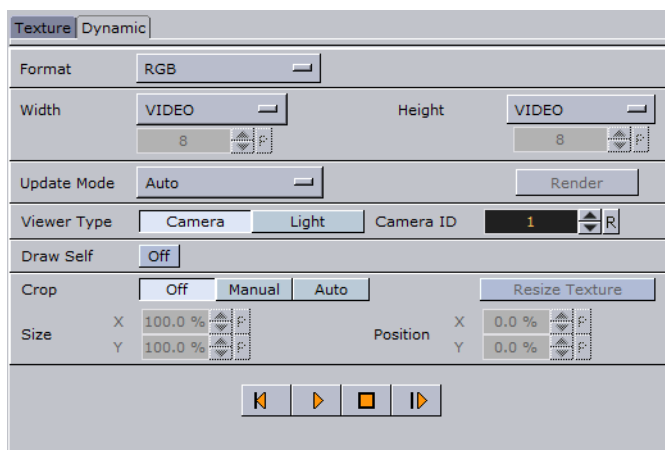 Texture Dynamic
Format RGB
Width VIDEO Height VIDEO
8 R 8 R
Update Mode Auto Render
Viewer Type Camera Light Camera ID 1 R
Draw Self Off
Crop Off Manual Auto Resize Texture
Size X 100.0 % R Position X 0.0 % R
Y 100.0 % R Y 0.0 % R